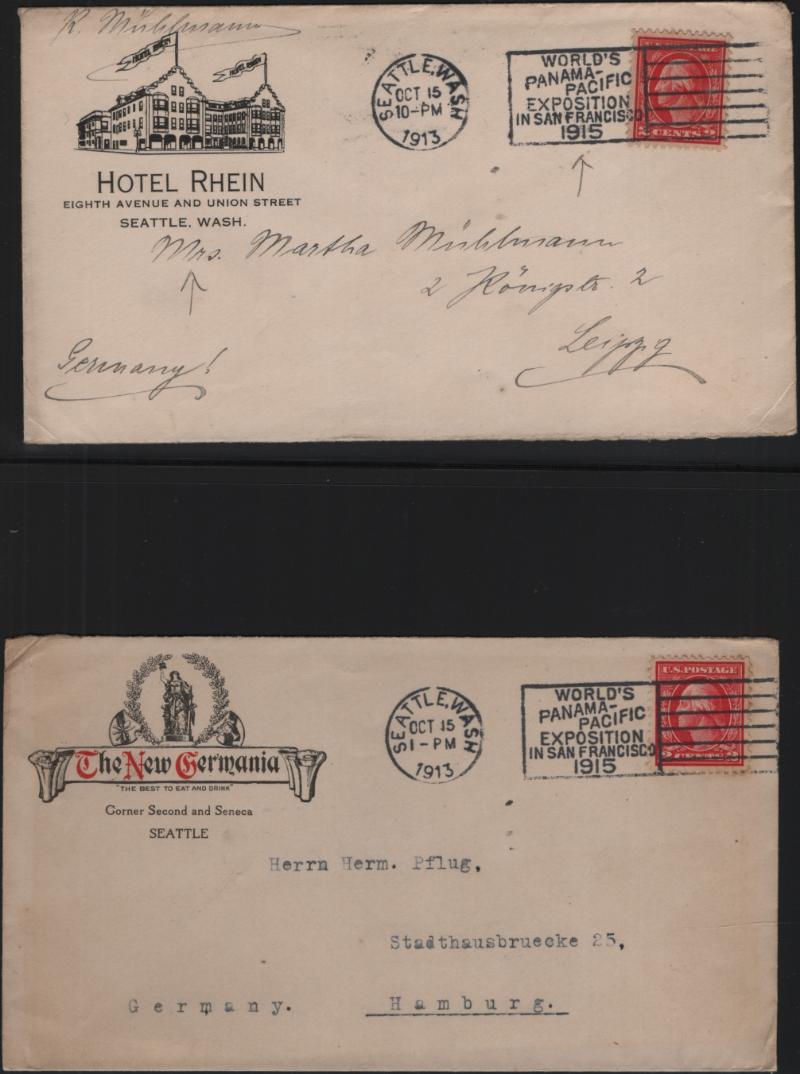 R. Mühlmann
HOTEL RHEIN
HOTEL RHEIN
HOTEL RHEIN
EIGHTH AVENUE AND UNION STREET
SEATTLE, WASH.
SEATTLE, WASH
OCT 15
10-PM
1913
WORLD'S
PANAMA-
PACIFIC
EXPOSITION
IN SAN FRANCISCO
1915
U.S. POSTAGE
2 CENTS 2
Mrs. Martha Mühlmann
2 Königstr. 2
Leipzig
Germany!
The New Germania
"THE BEST TO EAT AND DRINK"
Corner Second and Seneca
SEATTLE
SEATTLE, WASH
OCT 15
1-PM
1913
WORLD'S
PANAMA-
PACIFIC
EXPOSITION
IN SAN FRANCISCO
1915
U.S. POSTAGE
2 CENTS 2
Herrn Herm. Pflug,
Stadthausbruecke 25,
Germany. Hamburg.